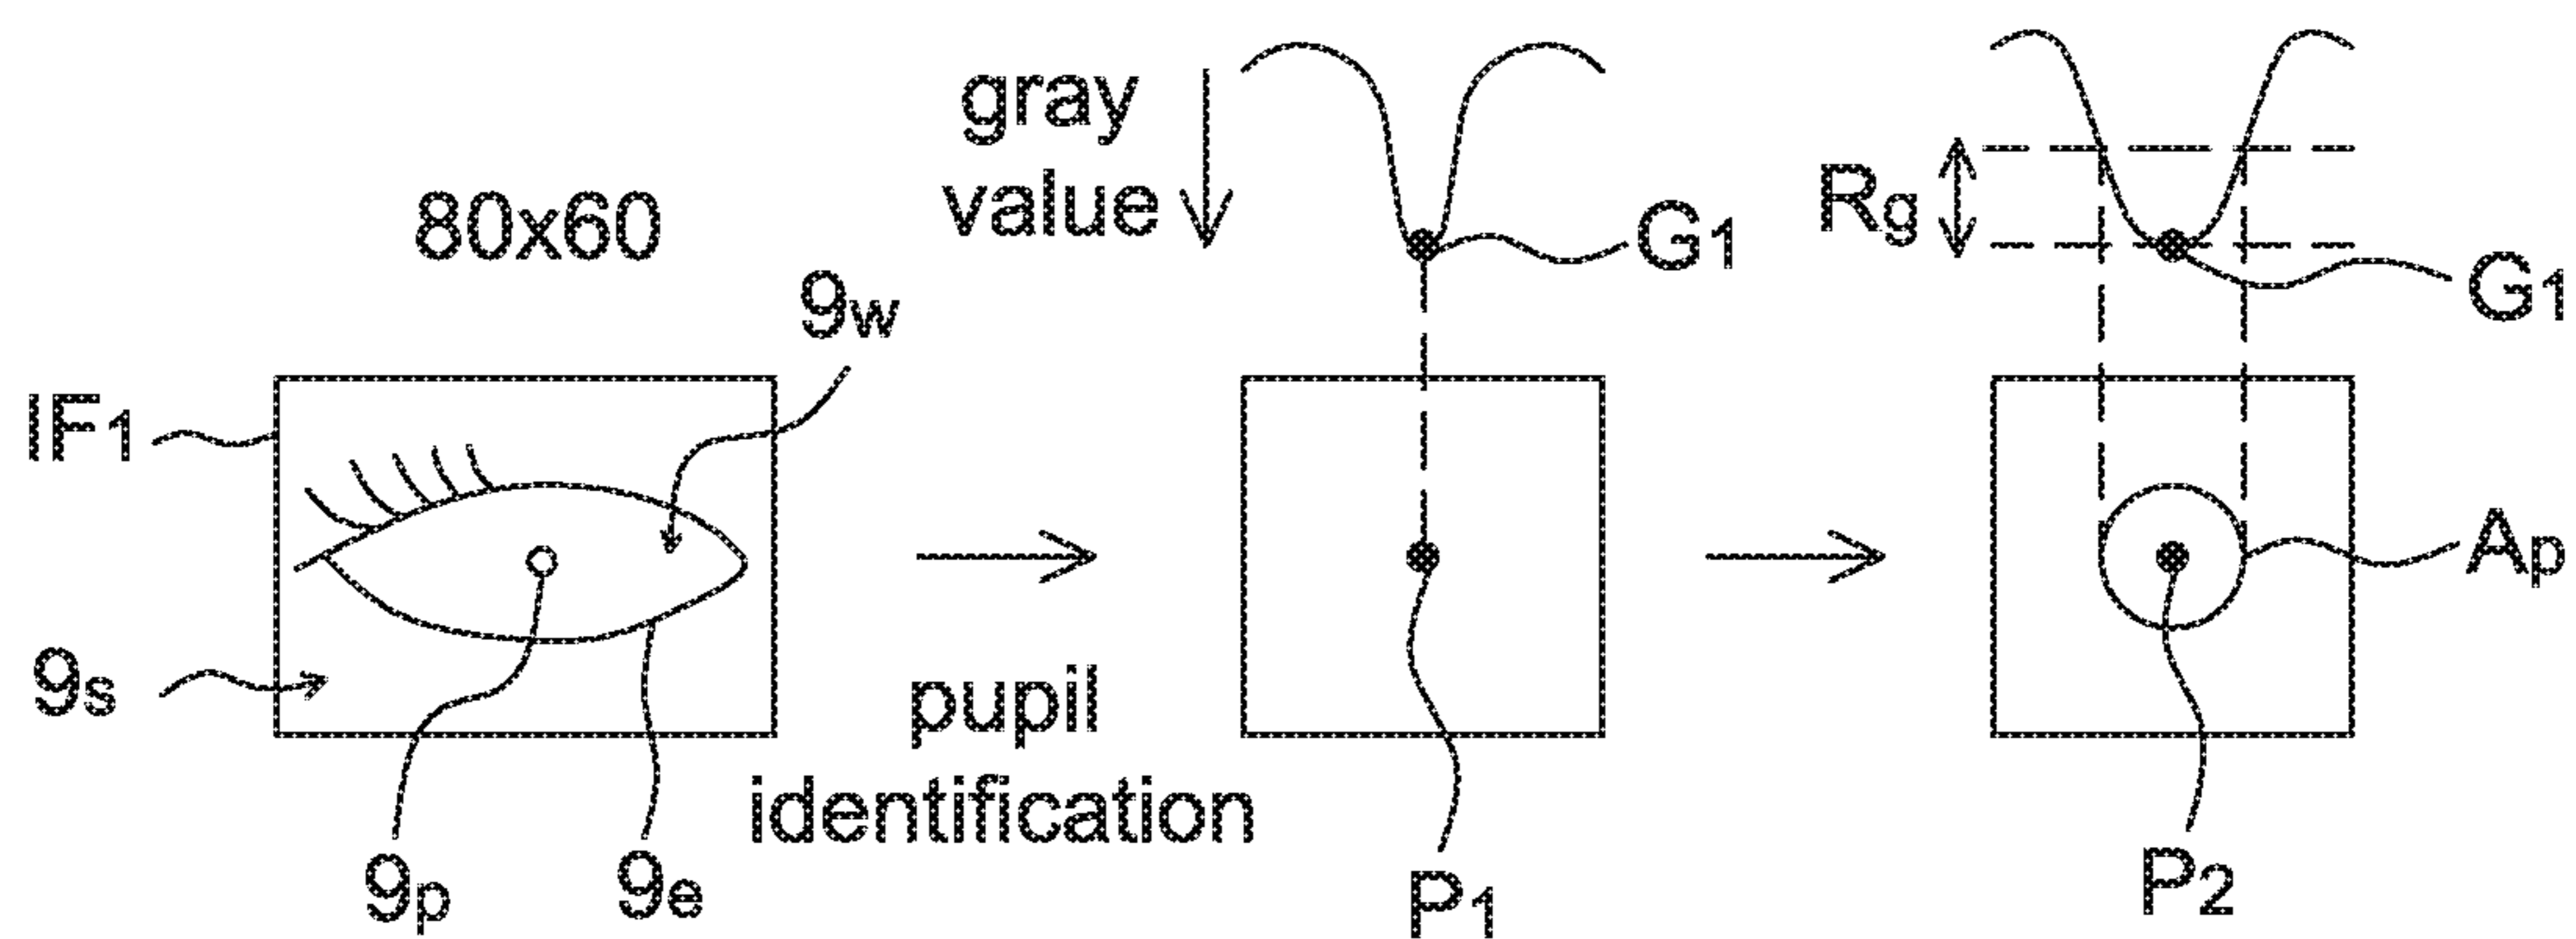 80x60
9w
IF1
9s
9p
9e
pupil
identification
gray
value
G1
P1
Rg
G1
Ap
P2